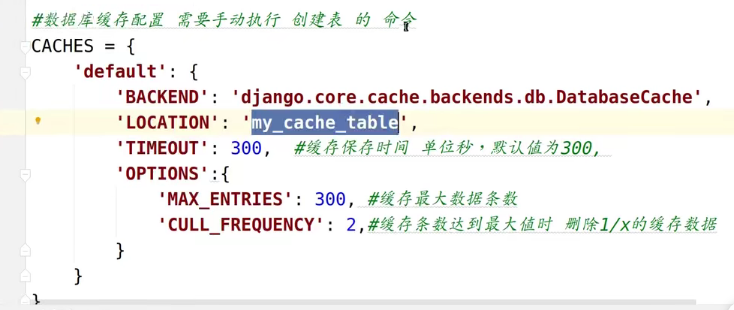 #数据库缓存配置 需要手动执行 创建表 的 命令
CACHES = {
'default': {
'BACKEND': 'django.core.cache.backends.db.DatabaseCache',
'LOCATION': 'my_cache_table',
'TIMEOUT': 300, #缓存保存时间 单位秒，默认值为300,
'OPTIONS':{
'MAX_ENTRIES': 300, #缓存最大数据条数
'CULL_FREQUENCY': 2,#缓存条数达到最大值时 删除1/x的缓存数据
}
}
}